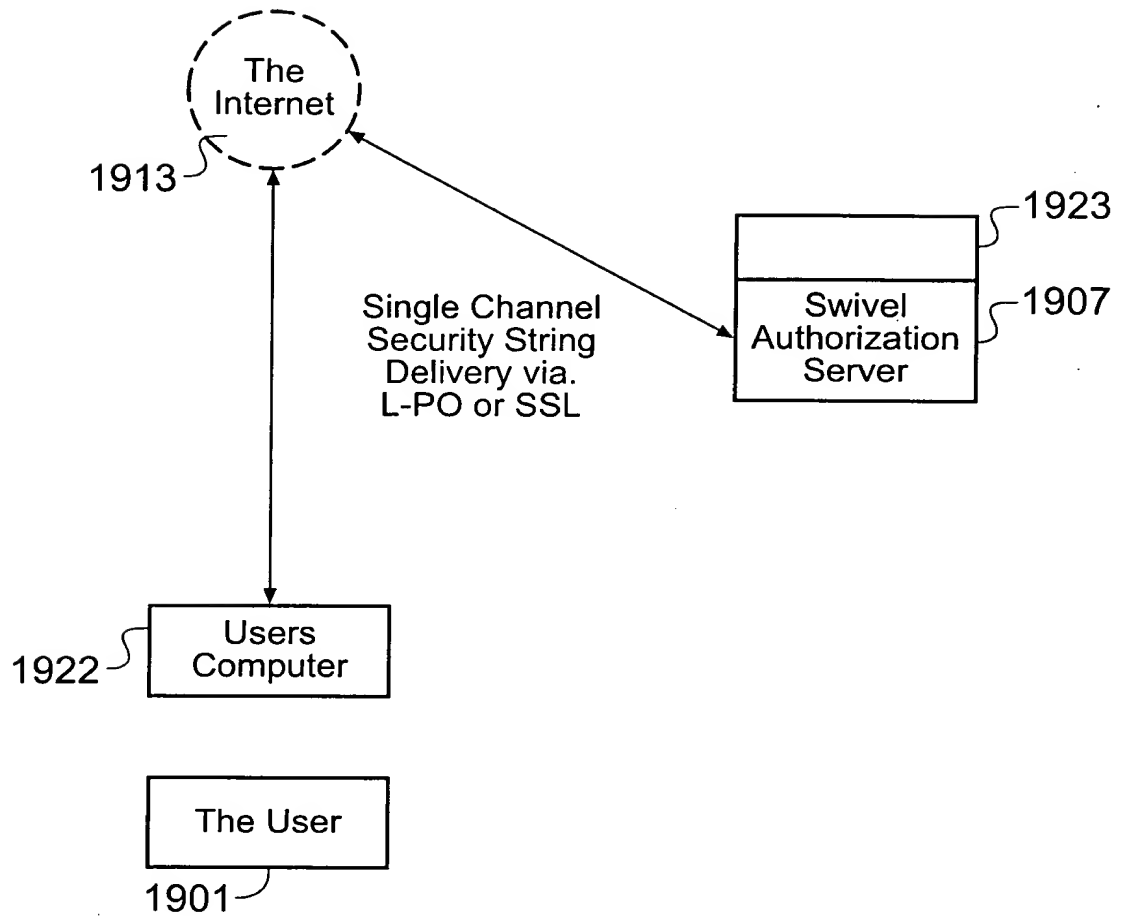 The
Internet
1913
1923
Single Channel
Security String
Delivery via.
L-PO or SSL
Swivel
Authorization
Server
1907
Users
Computer
1922
The User
1901